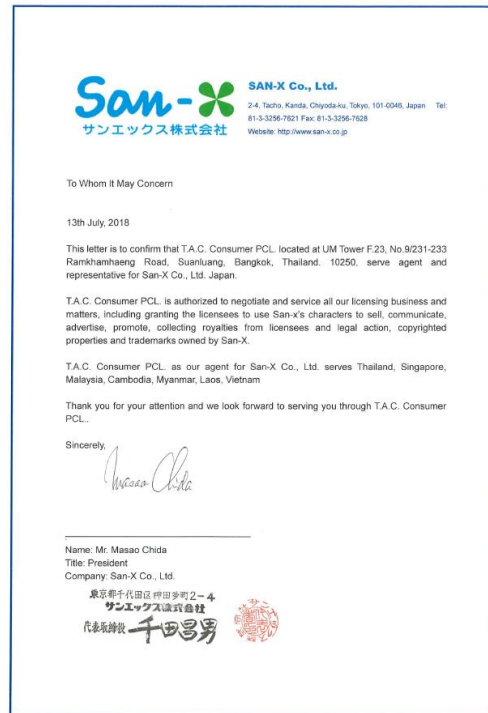 San-X
サンエックス株式会社
SAN-X Co., Ltd.
2-4, Tacho, Kanda, Chiyoda-ku, Tokyo, 101-0046, Japan Tel:
81-3-3256-7621 Fax: 81-3-3256-7628
Website: http://www.san-x.co.jp
To Whom It May Concern
13th July, 2018
This letter is to confirm that T.A.C. Consumer PCL. located at UM Tower F.23, No.9/231-233
Ramkhamhaeng Road, Suanluang, Bangkok, Thailand. 10250, serve agent and
representative for San-X Co., Ltd. Japan.
T.A.C. Consumer PCL. is authorized to negotiate and service all our licensing business and
matters, including granting the licensees to use San-x's characters to sell, communicate,
advertise, promote, collecting royalties from licensees and legal action, copyrighted
properties and trademarks owned by San-X.
T.A.C. Consumer PCL. as our agent for San-X Co., Ltd. serves Thailand, Singapore,
Malaysia, Cambodia, Myanmar, Laos, Vietnam
Thank you for your attention and we look forward to serving you through T.A.C. Consumer
PCL..
Sincerely,
Masao Chida
Name: Mr. Masao Chida
Title: President
Company: San-X Co., Ltd.
東京都千代田区神田多町2-4
サンエックス株式会社
代表取締役 千田昌男